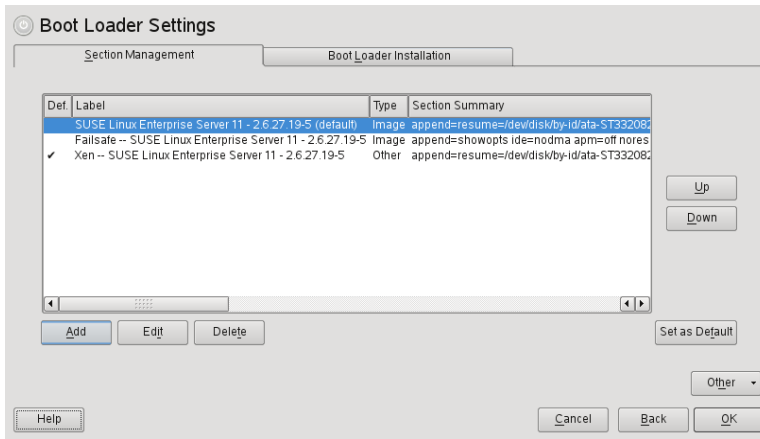 Boot Loader Settings
Section Management
Boot Loader Installation
Def. Label Type Section Summary
SUSE Linux Enterprise Server 11 - 2.6.27.19-5 (default) Image append=resume=/dev/disk/by-id/ata-ST332082
Failsafe -- SUSE Linux Enterprise Server 11 - 2.6.27.19-5 Image append=showopts ide=nodma apm=off nores
✔ Xen -- SUSE Linux Enterprise Server 11 - 2.6.27.19-5 Other append=resume=/dev/disk/by-id/ata-ST332082
Up
Down
Add Edit Delete Set as Default
Other
Help Cancel Back OK